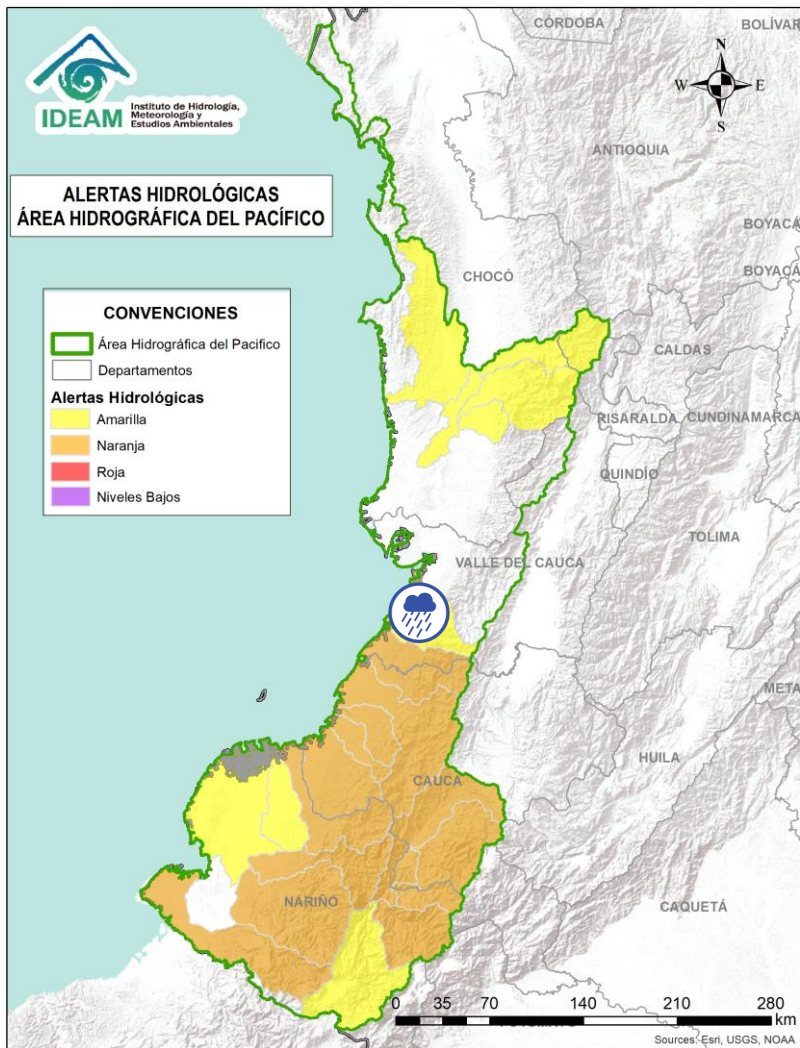 CÓRDOBA
BOLÍVAR
N
W
E
S
IDEAM
Instituto de Hidrología,
Meteorología y
Estudios Ambientales
ANTIOQUIA
ALERTAS HIDROLÓGICAS
ÁREA HIDROGRÁFICA DEL PACÍFICO
BOYACÁ
BOYACÁ
CHOCÓ
CONVENCIONES
Área Hidrográfica del Pacifico
Departamentos
Alertas Hidrológicas
Amarilla
Naranja
Roja
Niveles Bajos
CALDAS
RISARALDA
CUNDINAMARCA
QUINDÍO
TOLIMA
VALLE DEL CAUCA
META
HUILA
CAUCA
NARIÑO
CAQUETÁ
0 35 70 140 210 280
km
Sources: Esri, USGS, NOAA